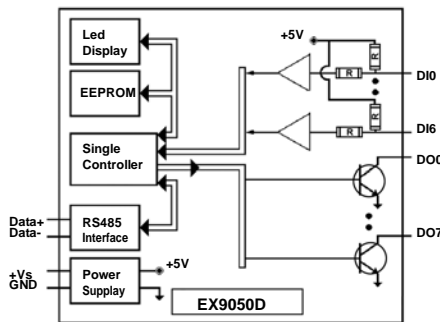 Led
Display
EEPROM
Single
Controller
RS485
Interface
Power
Supplay
Data+
Data-
+Vs
GND
+5V
+5V
R
R
R
R
DI0
DI6
DO0
DO7
EX9050D